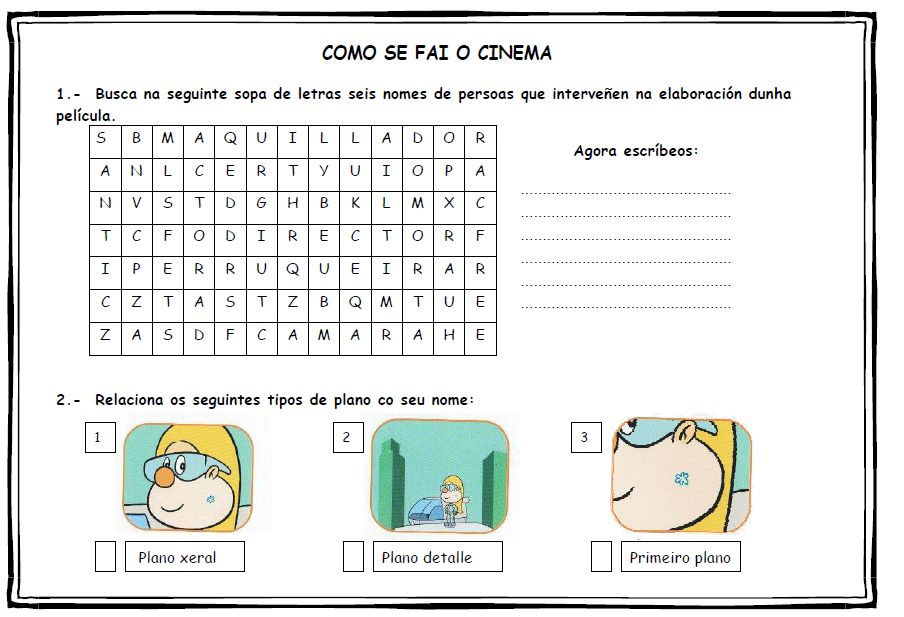 COMO SE FAI O CINEMA
1.- Busca na seguinte sopa de letras seis nomes de persoas que interveñen na elaboración dunha
película.
S B M A Q U I L L A D O R
A N L C E R T Y U I O P A
N V S T D G H B K L M X C
T C F O D I R E C T O R F
I P E R R U Q U E I R A R
C Z T A S T Z B Q M T U E
Z A S D F C A M A R A H E
Agora escríbeos:
2.- Relaciona os seguintes tipos de plano co seu nome:
1
2
3
Plano xeral
Plano detalle
Primeiro plano